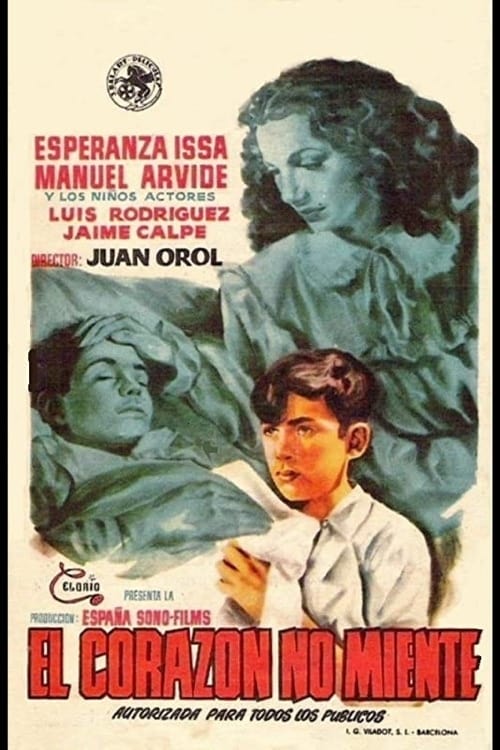 ESPERANZA ISSA
MANUEL ARVIDE
Y LOS NIÑOS ACTORES
LUIS RODRIGUEZ
JAIME CALPE
DIRECTOR: JUAN OROL
PRESENTA LA
PRODUCCIÓN: ESPAÑA SONO-FILMS
EL CORAZON NO MIENTE
AUTORIZADA PARA TODOS LOS PUBLICOS
I. G. VILADOT, S. L. - BARCELONA